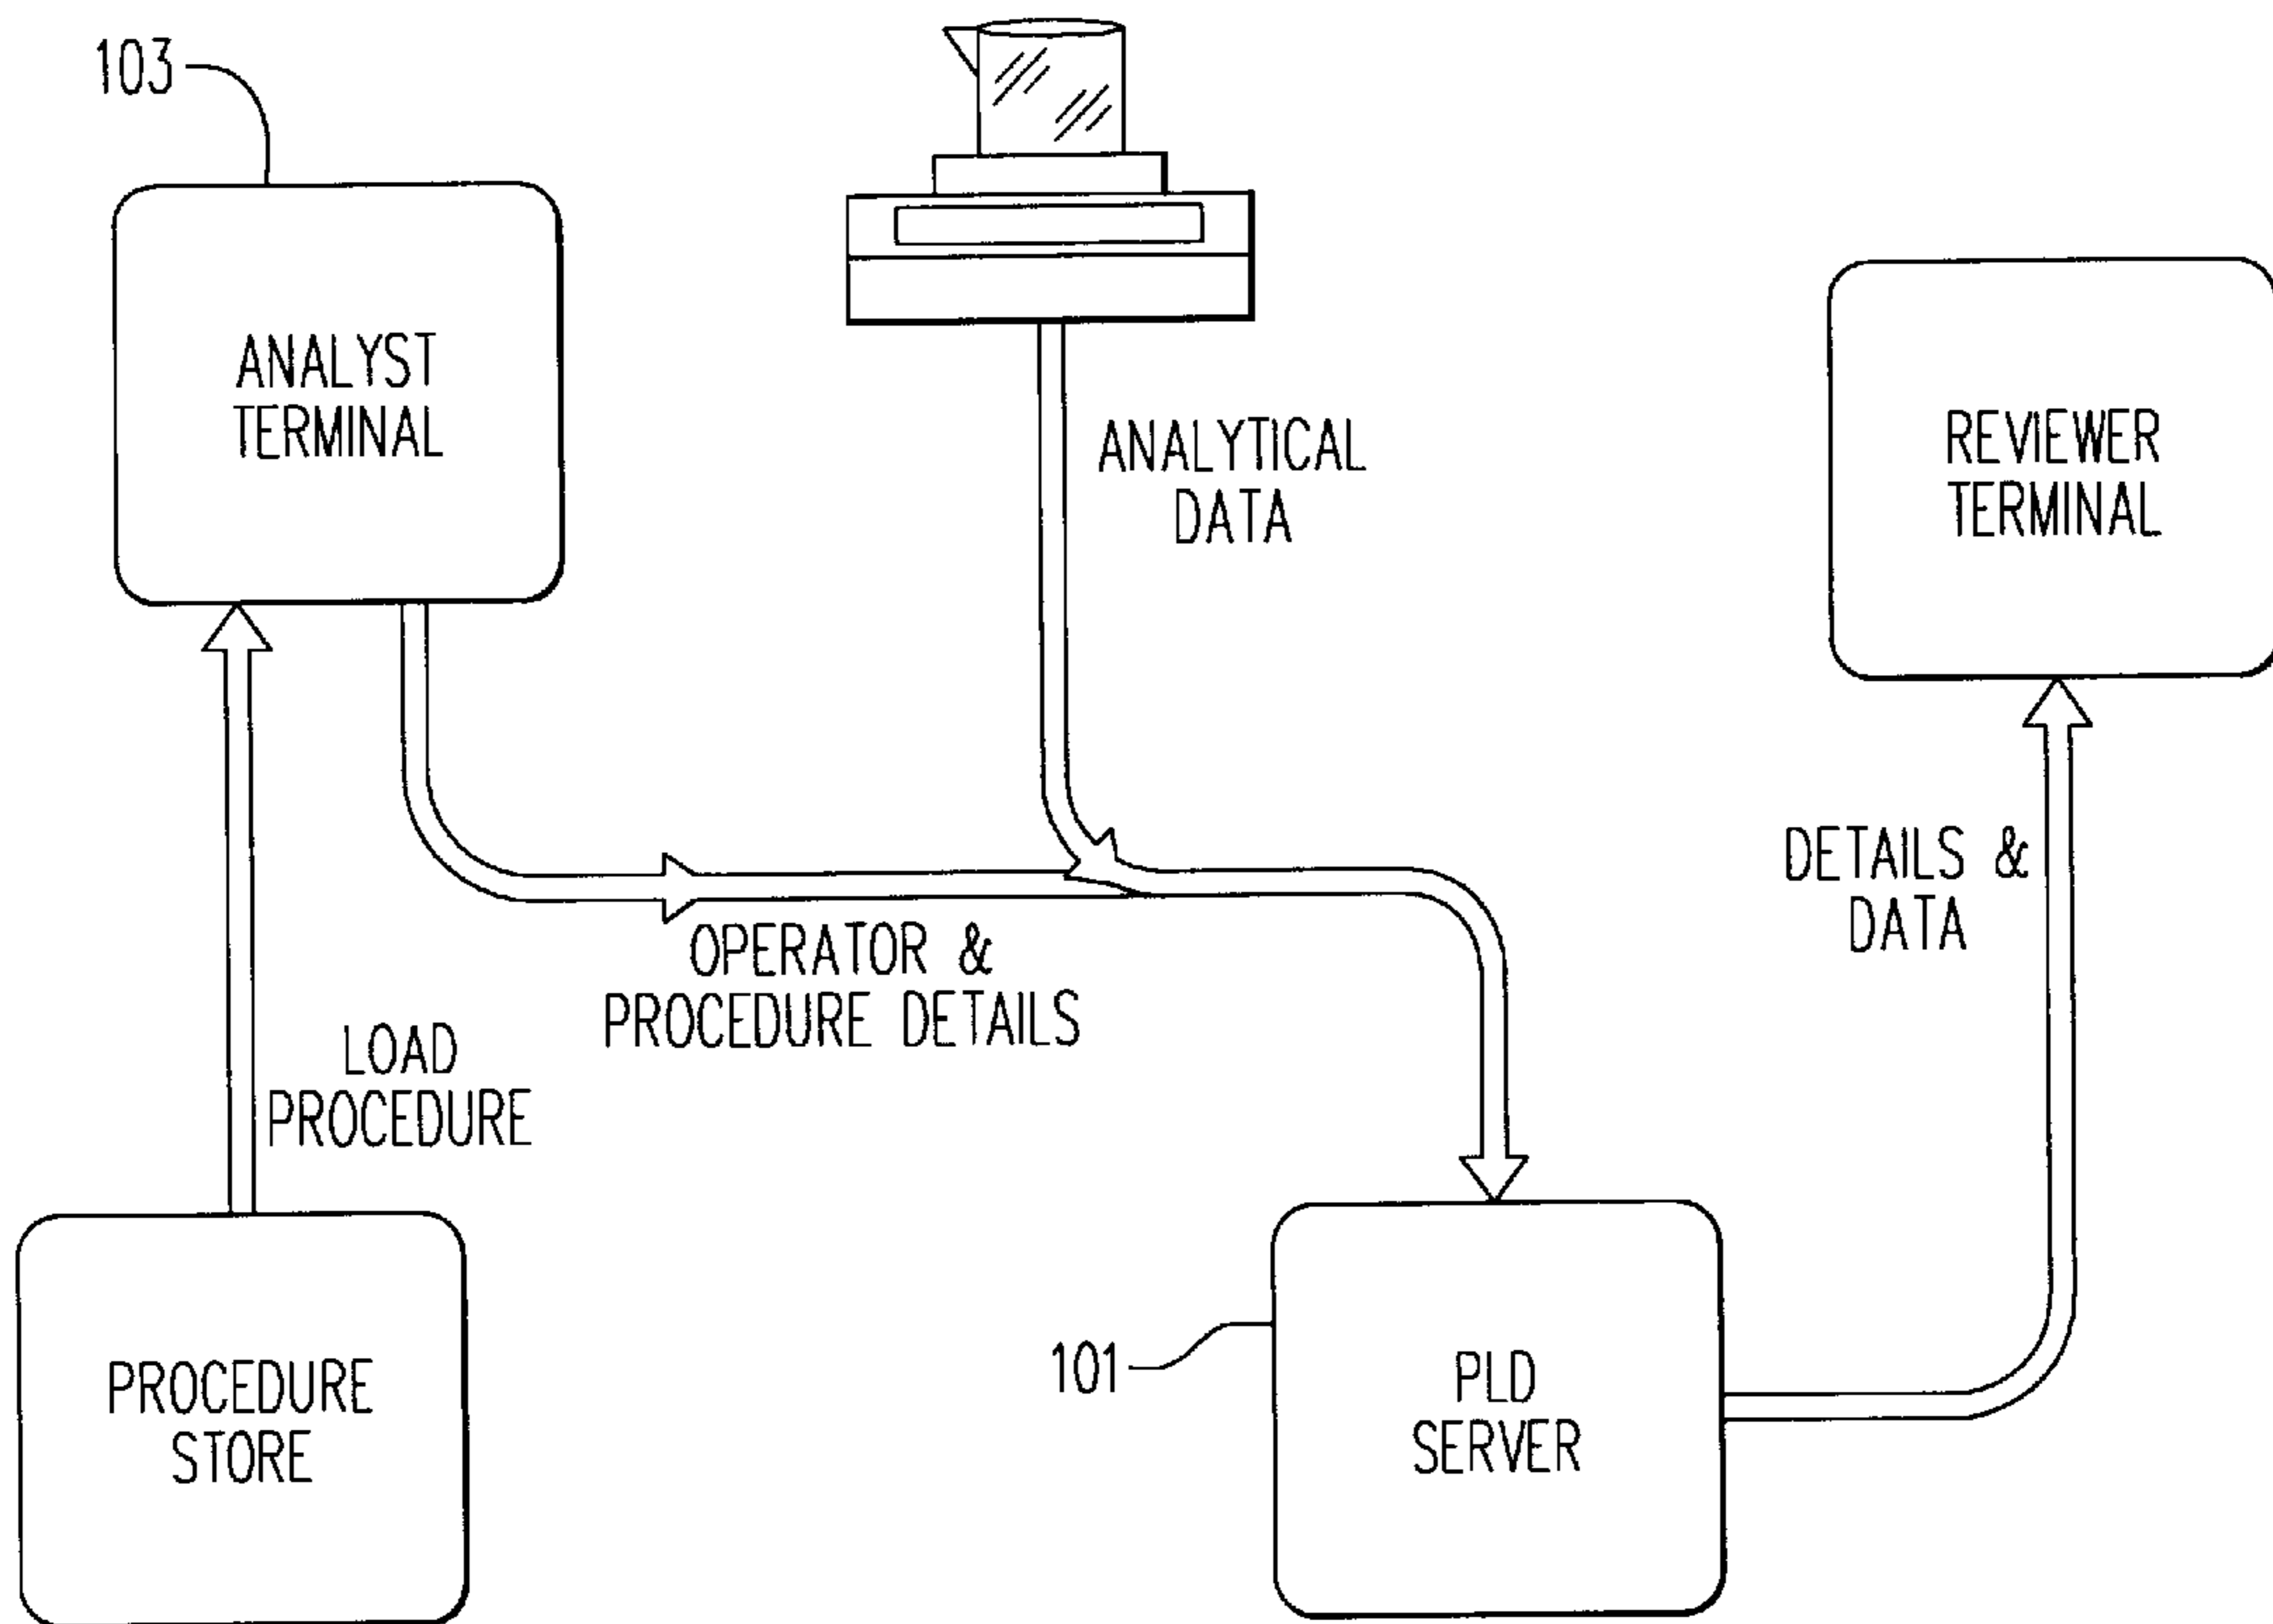 103
ANALYST
TERMINAL
ANALYTICAL
DATA
REVIEWER
TERMINAL
DETAILS &
DATA
OPERATOR &
PROCEDURE DETAILS
LOAD
PROCEDURE
PROCEDURE
STORE
101
PLD
SERVER